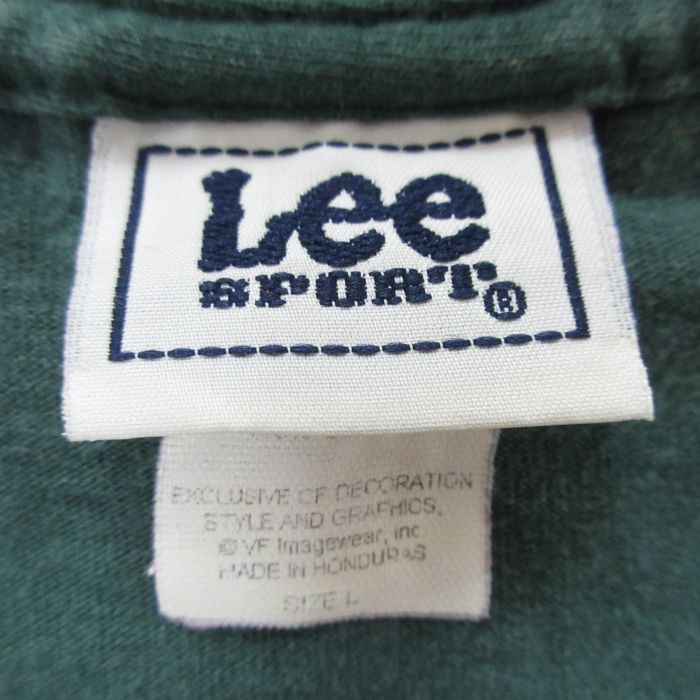 Lee
SPORT®
EXCLUSIVE OF DECORATION
STYLE AND GRAPHICS.
© VF Imagewear, Inc
MADE IN HONDURAS
SIZE L